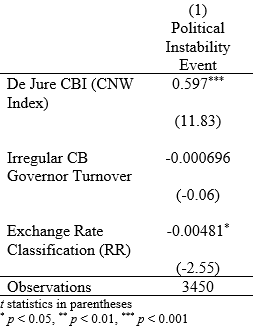 (1)
Political
Instability
Event
De Jure CBI (CNW 0.597***
Index)
(11.83)
Irregular CB -0.000696
Governor Turnover
(-0.06)
Exchange Rate -0.00481*
Classification (RR)
(-2.55)
Observations 3450
t statistics in parentheses
* p < 0.05, ** p < 0.01, *** p < 0.001